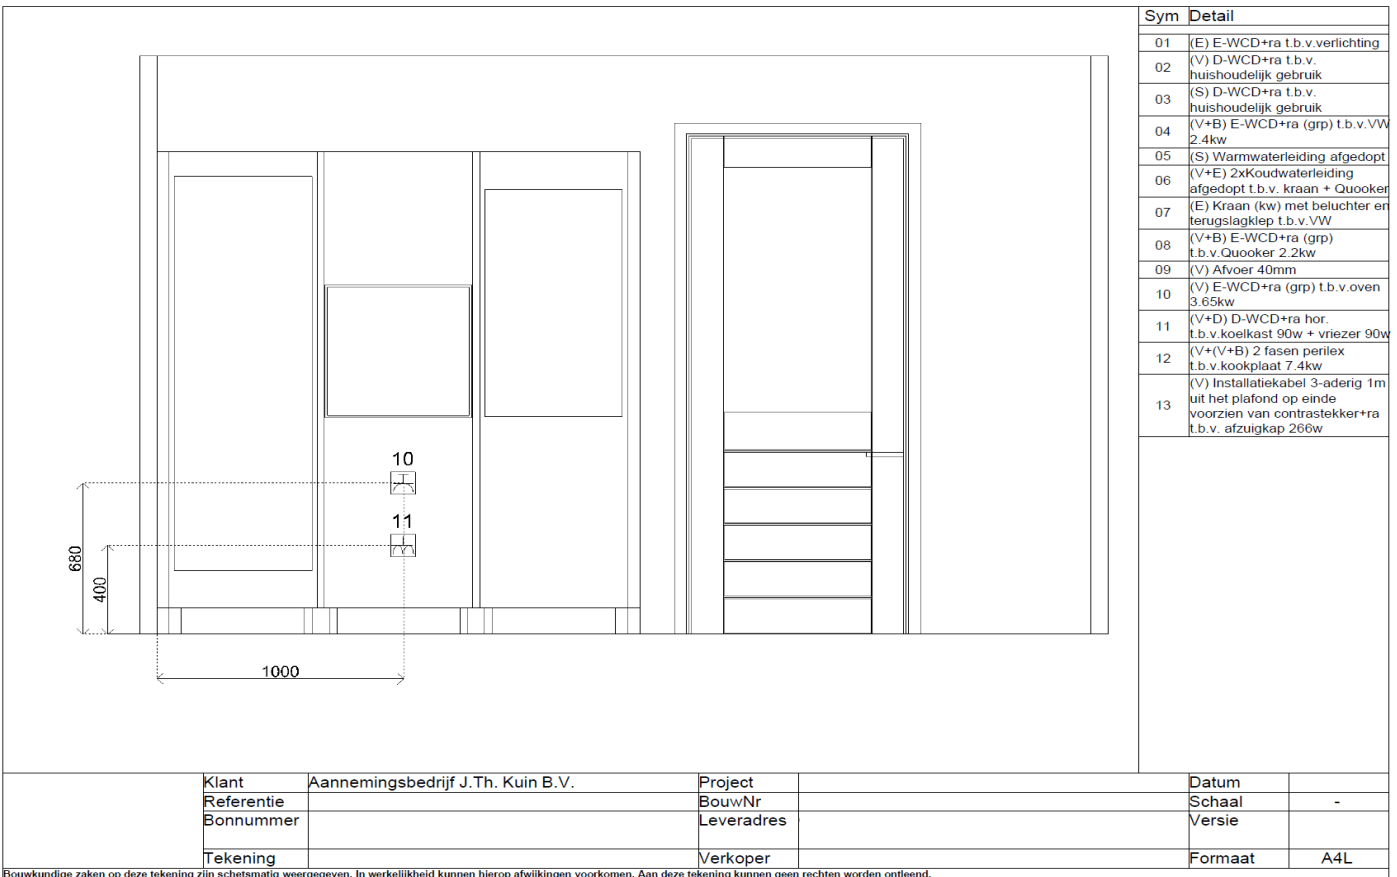 Sym Detail
01 (E) E-WCD+ra t.b.v.verlichting
02 (V) D-WCD+ra t.b.v.
huishoudelijk gebruik
03 (S) D-WCD+ra t.b.v.
huishoudelijk gebruik
04 (V+B) E-WCD+ra (grp) t.b.v.VW
2.4kw
05 (S) Warmwaterleiding afgedopt
06 (V+E) 2xKoudwaterleiding
afgedopt t.b.v. kraan + Quooker
07 (E) Kraan (kw) met beluchter en
terugslagklep t.b.v.VW
08 (V+B) E-WCD+ra (grp)
t.b.v.Quooker 2.2kw
09 (V) Afvoer 40mm
10 (V) E-WCD+ra (grp) t.b.v.oven
3.65kw
11 (V+D) D-WCD+ra hor.
t.b.v.koelkast 90w + vriezer 90w
12 (V+(V+B) 2 fasen perilex
t.b.v.kookplaat 7.4kw
13 (V) Installatiekabel 3-aderig 1m
uit het plafond op einde
voorzien van contrastekker+ra
t.b.v. afzuigkap 266w
10
11
680
400
1000
Klant Aannemingsbedrijf J.Th. Kuin B.V. Project Datum
Referentie BouwNr Schaal -
Bonnummer Leveradres Versie
Tekening Verkoper Formaat A4L
Bouwkundige zaken op deze tekening zijn schetsmatig weergegeven. In werkelijkheid kunnen hierop afwijkingen voorkomen. Aan deze tekening kunnen geen rechten worden ontleend.